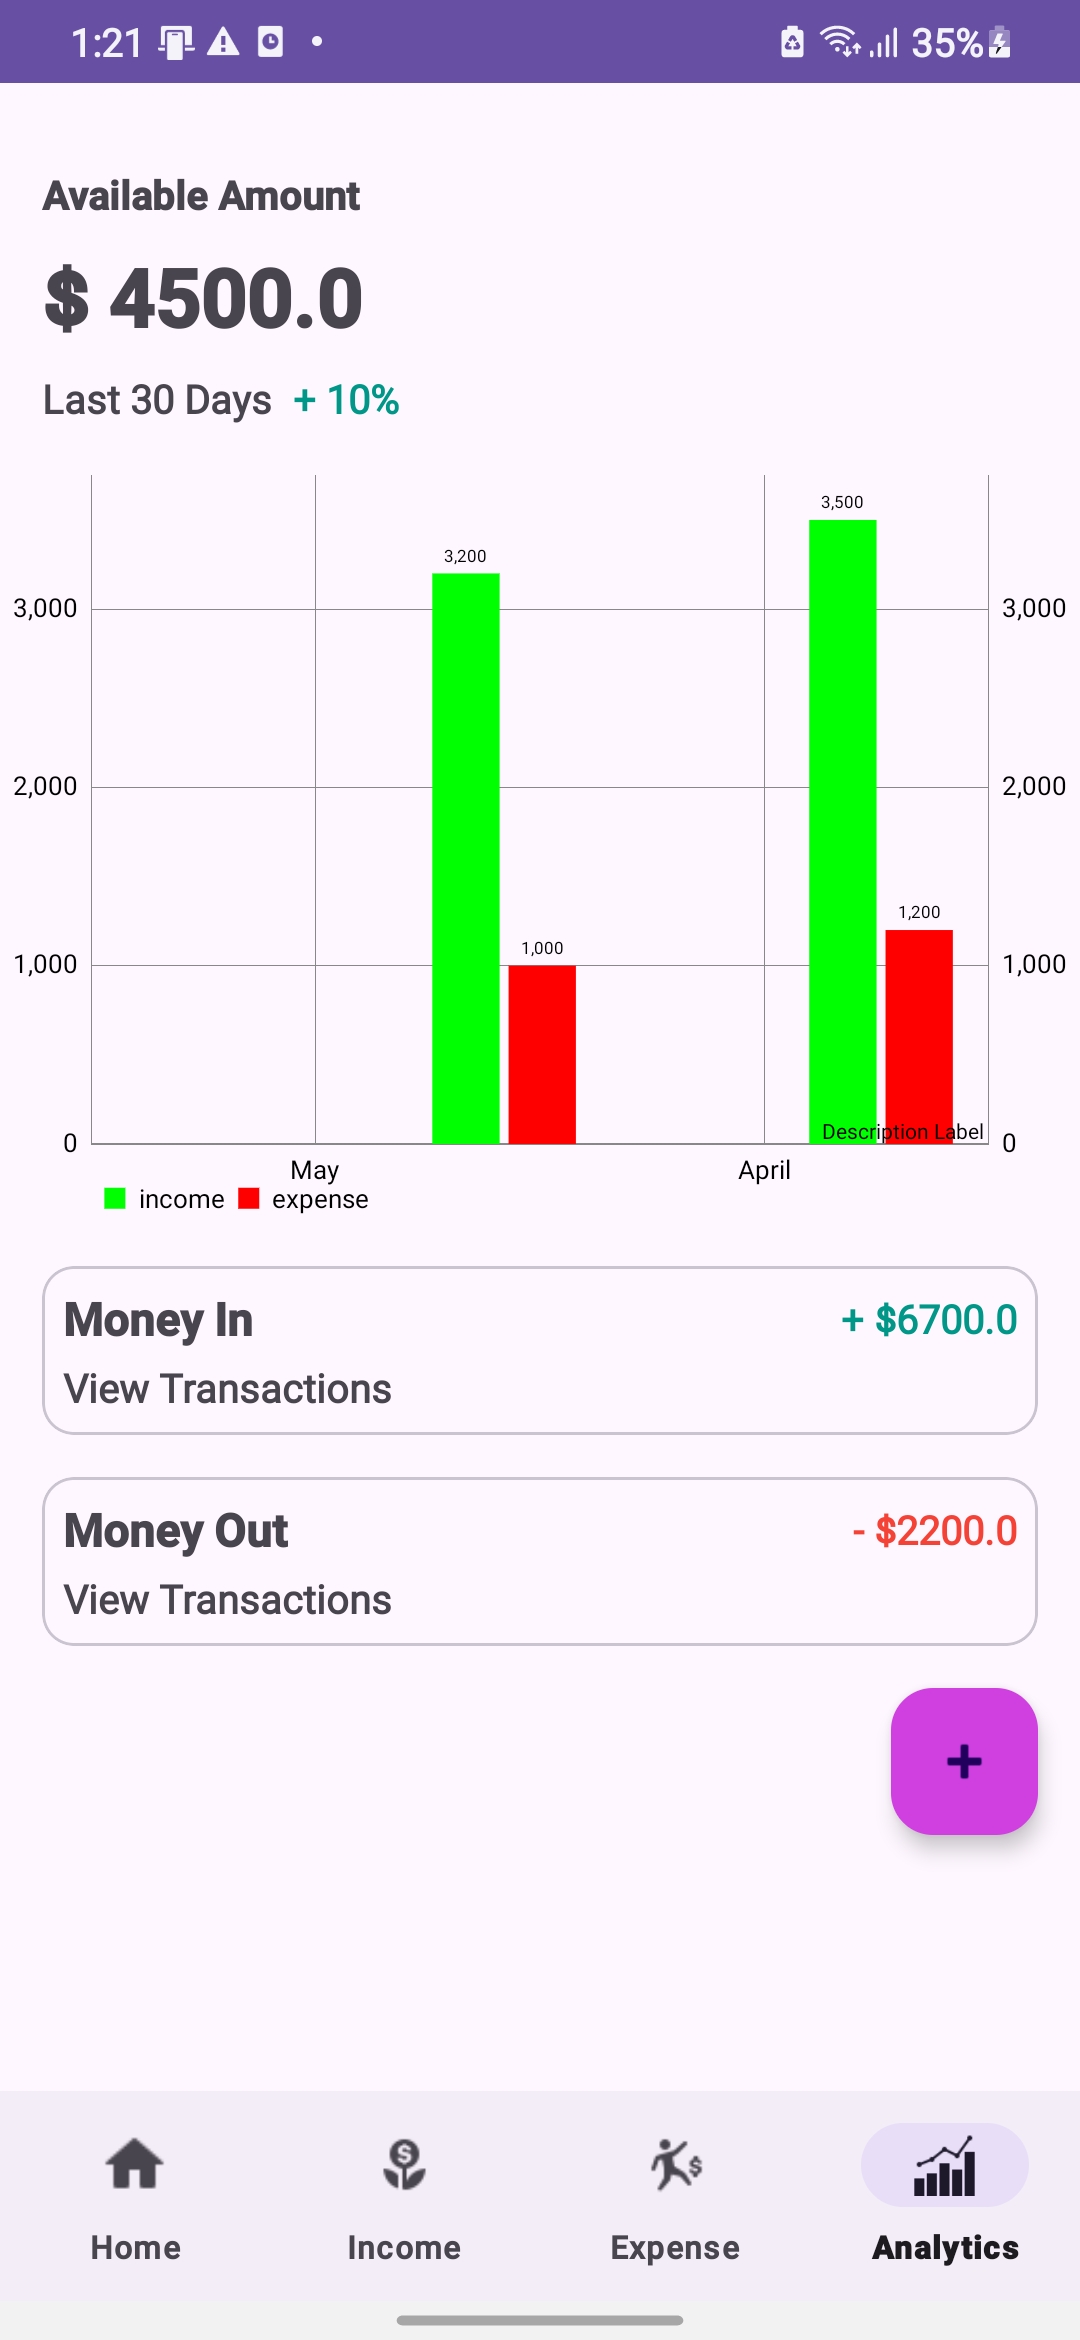 1:21 35%
Available Amount
$ 4500.0
Last 30 Days + 10%
3,500
3,200
3,000 3,000
2,000 2,000
1,200
1,000
1,000 1,000
Description Label
0 0
May April
income expense
Money In + $6700.0
View Transactions
Money Out - $2200.0
View Transactions
+
Home Income Expense Analytics